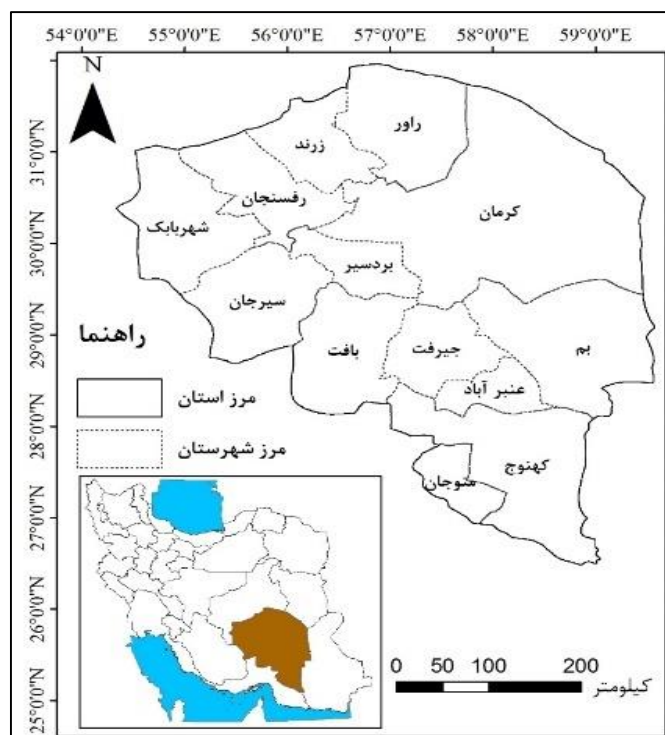 54°0'0"E 55°0'0"E 56°0'0"E 57°0'0"E 58°0'0"E 59°0'0"E
N
31°0'0"N
30°0'0"N
29°0'0"N
28°0'0"N
27°0'0"N
26°0'0"N
25°0'0"N
راور
زرند
رفسنجان
کرمان
شهربابک
بردسیر
سیرجان
بافت
جیرفت
بم
عنبر آباد
کهنوج
منوجان
راهنما
مرز استان
مرز شهرستان
0 50 100 200
کیلومتر